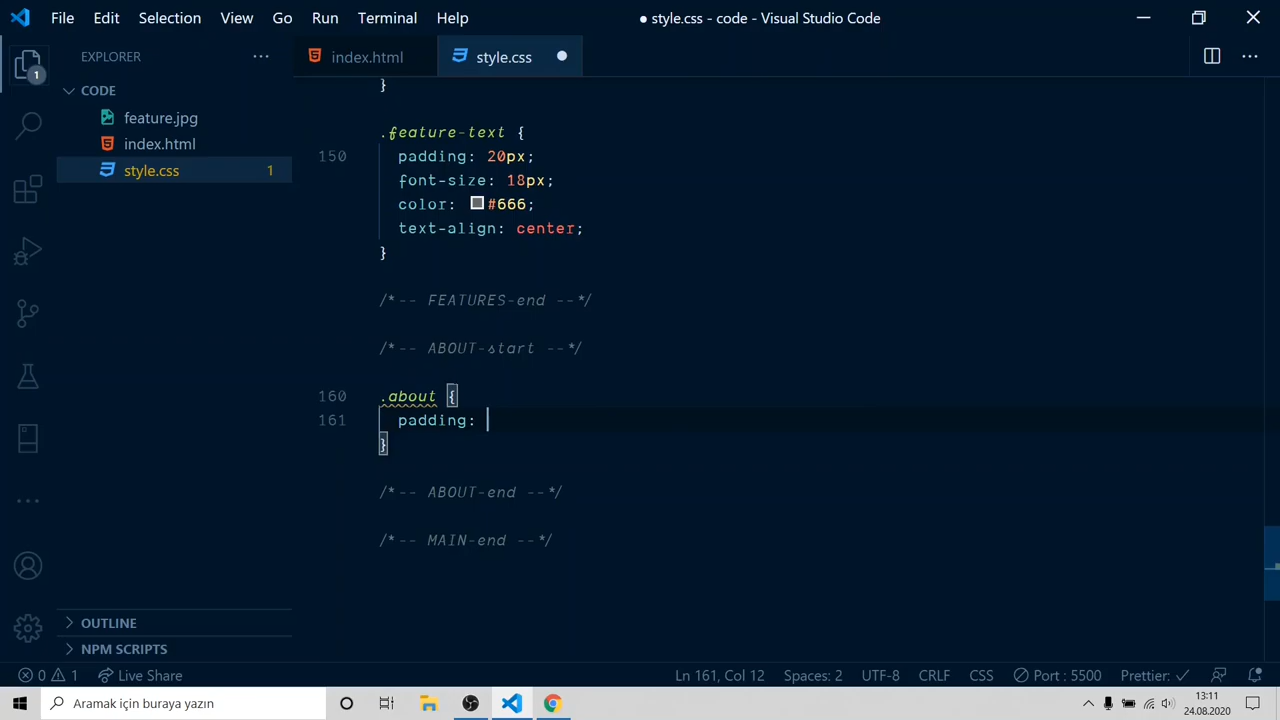 File Edit Selection View Go Run Terminal Help ● style.css - code - Visual Studio Code
EXPLORER
index.html
style.css
1
CODE
feature.jpg
index.html
style.css 1
OUTLINE
NPM SCRIPTS
}
.feature-text {
150 padding: 20px;
font-size: 18px;
color: #666;
text-align: center;
}
/*-- FEATURES-end --*/
/*-- ABOUT-start --*/
160 .about {
161 padding:
}
/*-- ABOUT-end --*/
/*-- MAIN-end --*/
0 1 Live Share Ln 161, Col 12 Spaces: 2 UTF-8 CRLF CSS Port : 5500 Prettier: ✓
Aramak için buraya yazın
13:11
24.08.2020